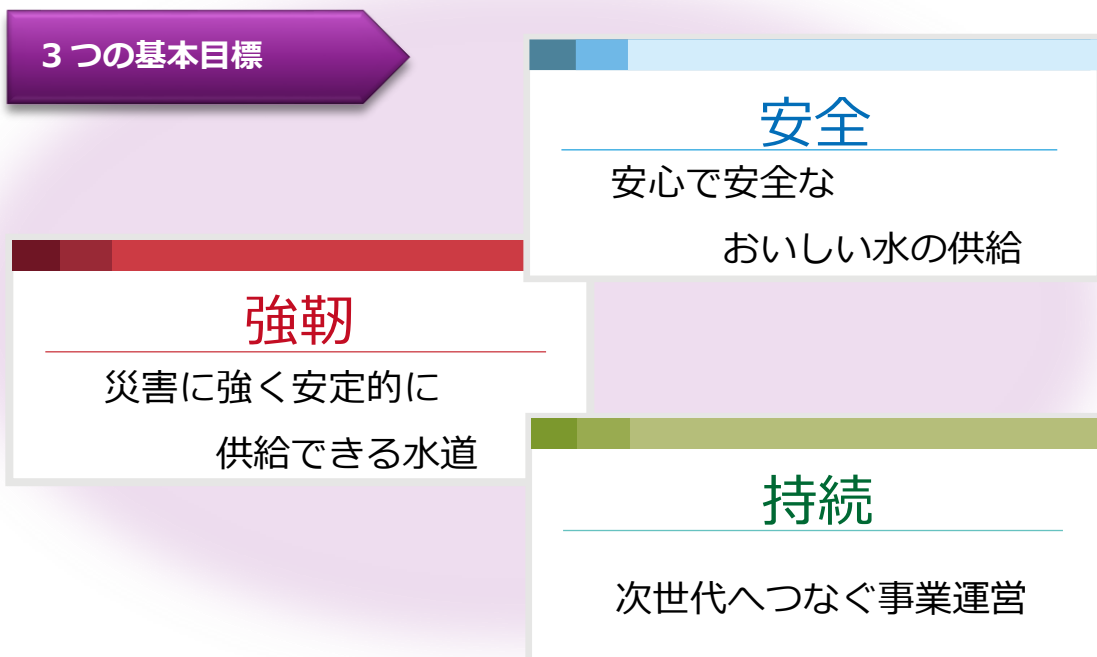 3つの基本目標
安全
安心で安全な
おいしい水の供給
強靭
災害に強く安定的に
供給できる水道
持続
次世代へつなぐ事業運営